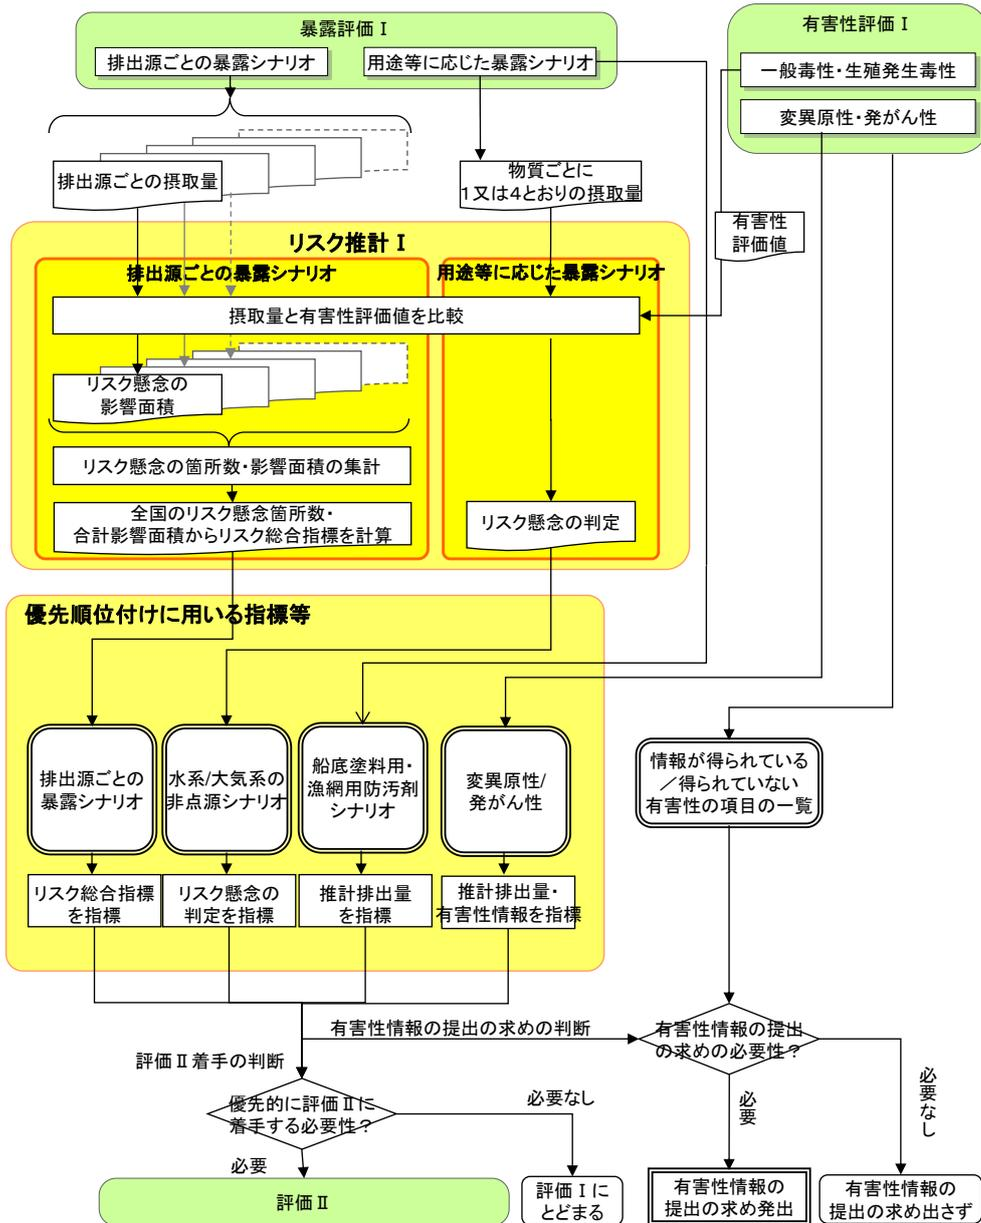 暴露評価Ⅰ
排出源ごとの暴露シナリオ
用途等に応じた暴露シナリオ
有害性評価Ⅰ
一般毒性・生殖発生毒性
変異原性・発がん性
排出源ごとの摂取量
物質ごとに
1又は4とおりの摂取量
有害性
評価値
リスク推計Ⅰ
排出源ごとの暴露シナリオ
用途等に応じた暴露シナリオ
摂取量と有害性評価値を比較
リスク懸念の
影響面積
リスク懸念の箇所数・影響面積の集計
全国のリスク懸念箇所数・
合計影響面積からリスク総合指標を計算
リスク懸念の判定
優先順位付けに用いる指標等
排出源ごとの
暴露シナリオ
水系/大気系の
非点源シナリオ
船底塗料用・
漁網用防汚剤
シナリオ
変異原性/
発がん性
情報が得られている
/得られていない
有害性の項目の一覧
リスク総合指標
を指標
リスク懸念の
判定を指標
推計排出量
を指標
推計排出量・
有害性情報を指標
有害性情報の提出の求めの判断
有害性情報の提出
の求めの必要性?
評価Ⅱ着手の判断
優先的に評価Ⅱに
着手する必要性?
必要なし
必要
必要
必要なし
評価Ⅱ
評価Ⅰに
とどまる
有害性情報の
提出の求め発出
有害性情報の
提出の求め出さず